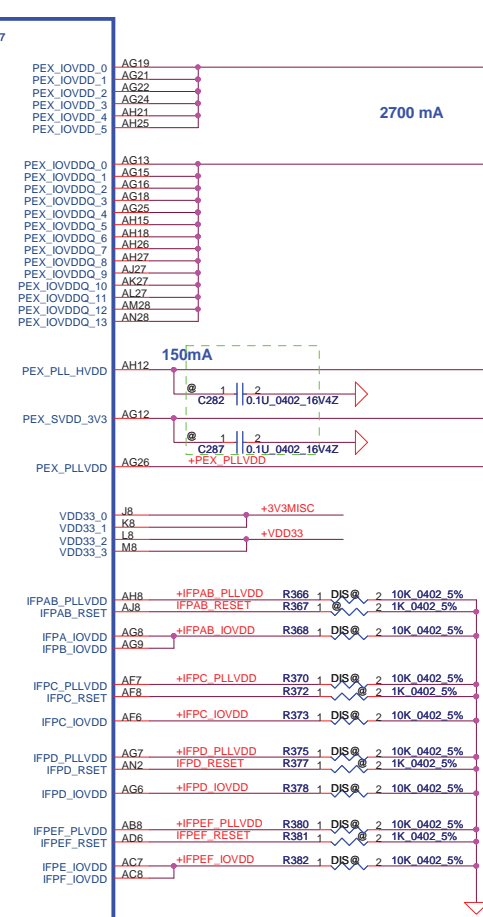 7
PEX_IOVDD_0 AG19
PEX_IOVDD_1 AG21
PEX_IOVDD_2 AG22
PEX_IOVDD_3 AG24
PEX_IOVDD_4 AH21
PEX_IOVDD_5 AH25
2700 mA
PEX_IOVDDQ_0 AG13
PEX_IOVDDQ_1 AG15
PEX_IOVDDQ_2 AG16
PEX_IOVDDQ_3 AG18
PEX_IOVDDQ_4 AG25
PEX_IOVDDQ_5 AH15
PEX_IOVDDQ_6 AH18
PEX_IOVDDQ_7 AH26
PEX_IOVDDQ_8 AH27
PEX_IOVDDQ_9 AJ27
PEX_IOVDDQ_10 AK27
PEX_IOVDDQ_11 AL27
PEX_IOVDDQ_12 AM28
PEX_IOVDDQ_13 AN28
150mA
PEX_PLL_HVDD AH12
@ 1 2
C282 0.1U_0402_16V4Z
PEX_SVDD_3V3 AG12
@ 1 2
C287 0.1U_0402_16V4Z
PEX_PLLVDD AG26 +PEX_PLLVDD
VDD33_0 J8 +3V3MISC
VDD33_1 K8
VDD33_2 L8 +VDD33
VDD33_3 M8
IFPAB_PLLVDD AH8 +IFPAB_PLLVDD R366 1 DIS@ 2 10K_0402_5%
IFPAB_RSET AJ8 IFPAB_RESET R367 1 @ 2 1K_0402_5%
IFPA_IOVDD AG8 +IFPAB_IOVDD R368 1 DIS@ 2 10K_0402_5%
IFPB_IOVDD AG9
IFPC_PLLVDD AF7 +IFPC_PLLVDD R370 1 DIS@ 2 10K_0402_5%
IFPC_RSET AF8 IFPC_RESET R372 1 @ 2 1K_0402_5%
IFPC_IOVDD AF6 +IFPC_IOVDD R373 1 DIS@ 2 10K_0402_5%
IFPD_PLLVDD AG7 +IFPD_PLLVDD R375 1 DIS@ 2 10K_0402_5%
IFPD_RSET AN2 IFPD_RESET R377 1 @ 2 1K_0402_5%
IFPD_IOVDD AG6 +IFPD_IOVDD R378 1 DIS@ 2 10K_0402_5%
IFPEF_PLVDD AB8 +IFPEF_PLLVDD R380 1 DIS@ 2 10K_0402_5%
IFPEF_RSET AD6 IFPEF_RESET R381 1 @ 2 1K_0402_5%
IFPE_IOVDD AC7 +IFPEF_IOVDD R382 1 DIS@ 2 10K_0402_5%
IFPF_IOVDD AC8